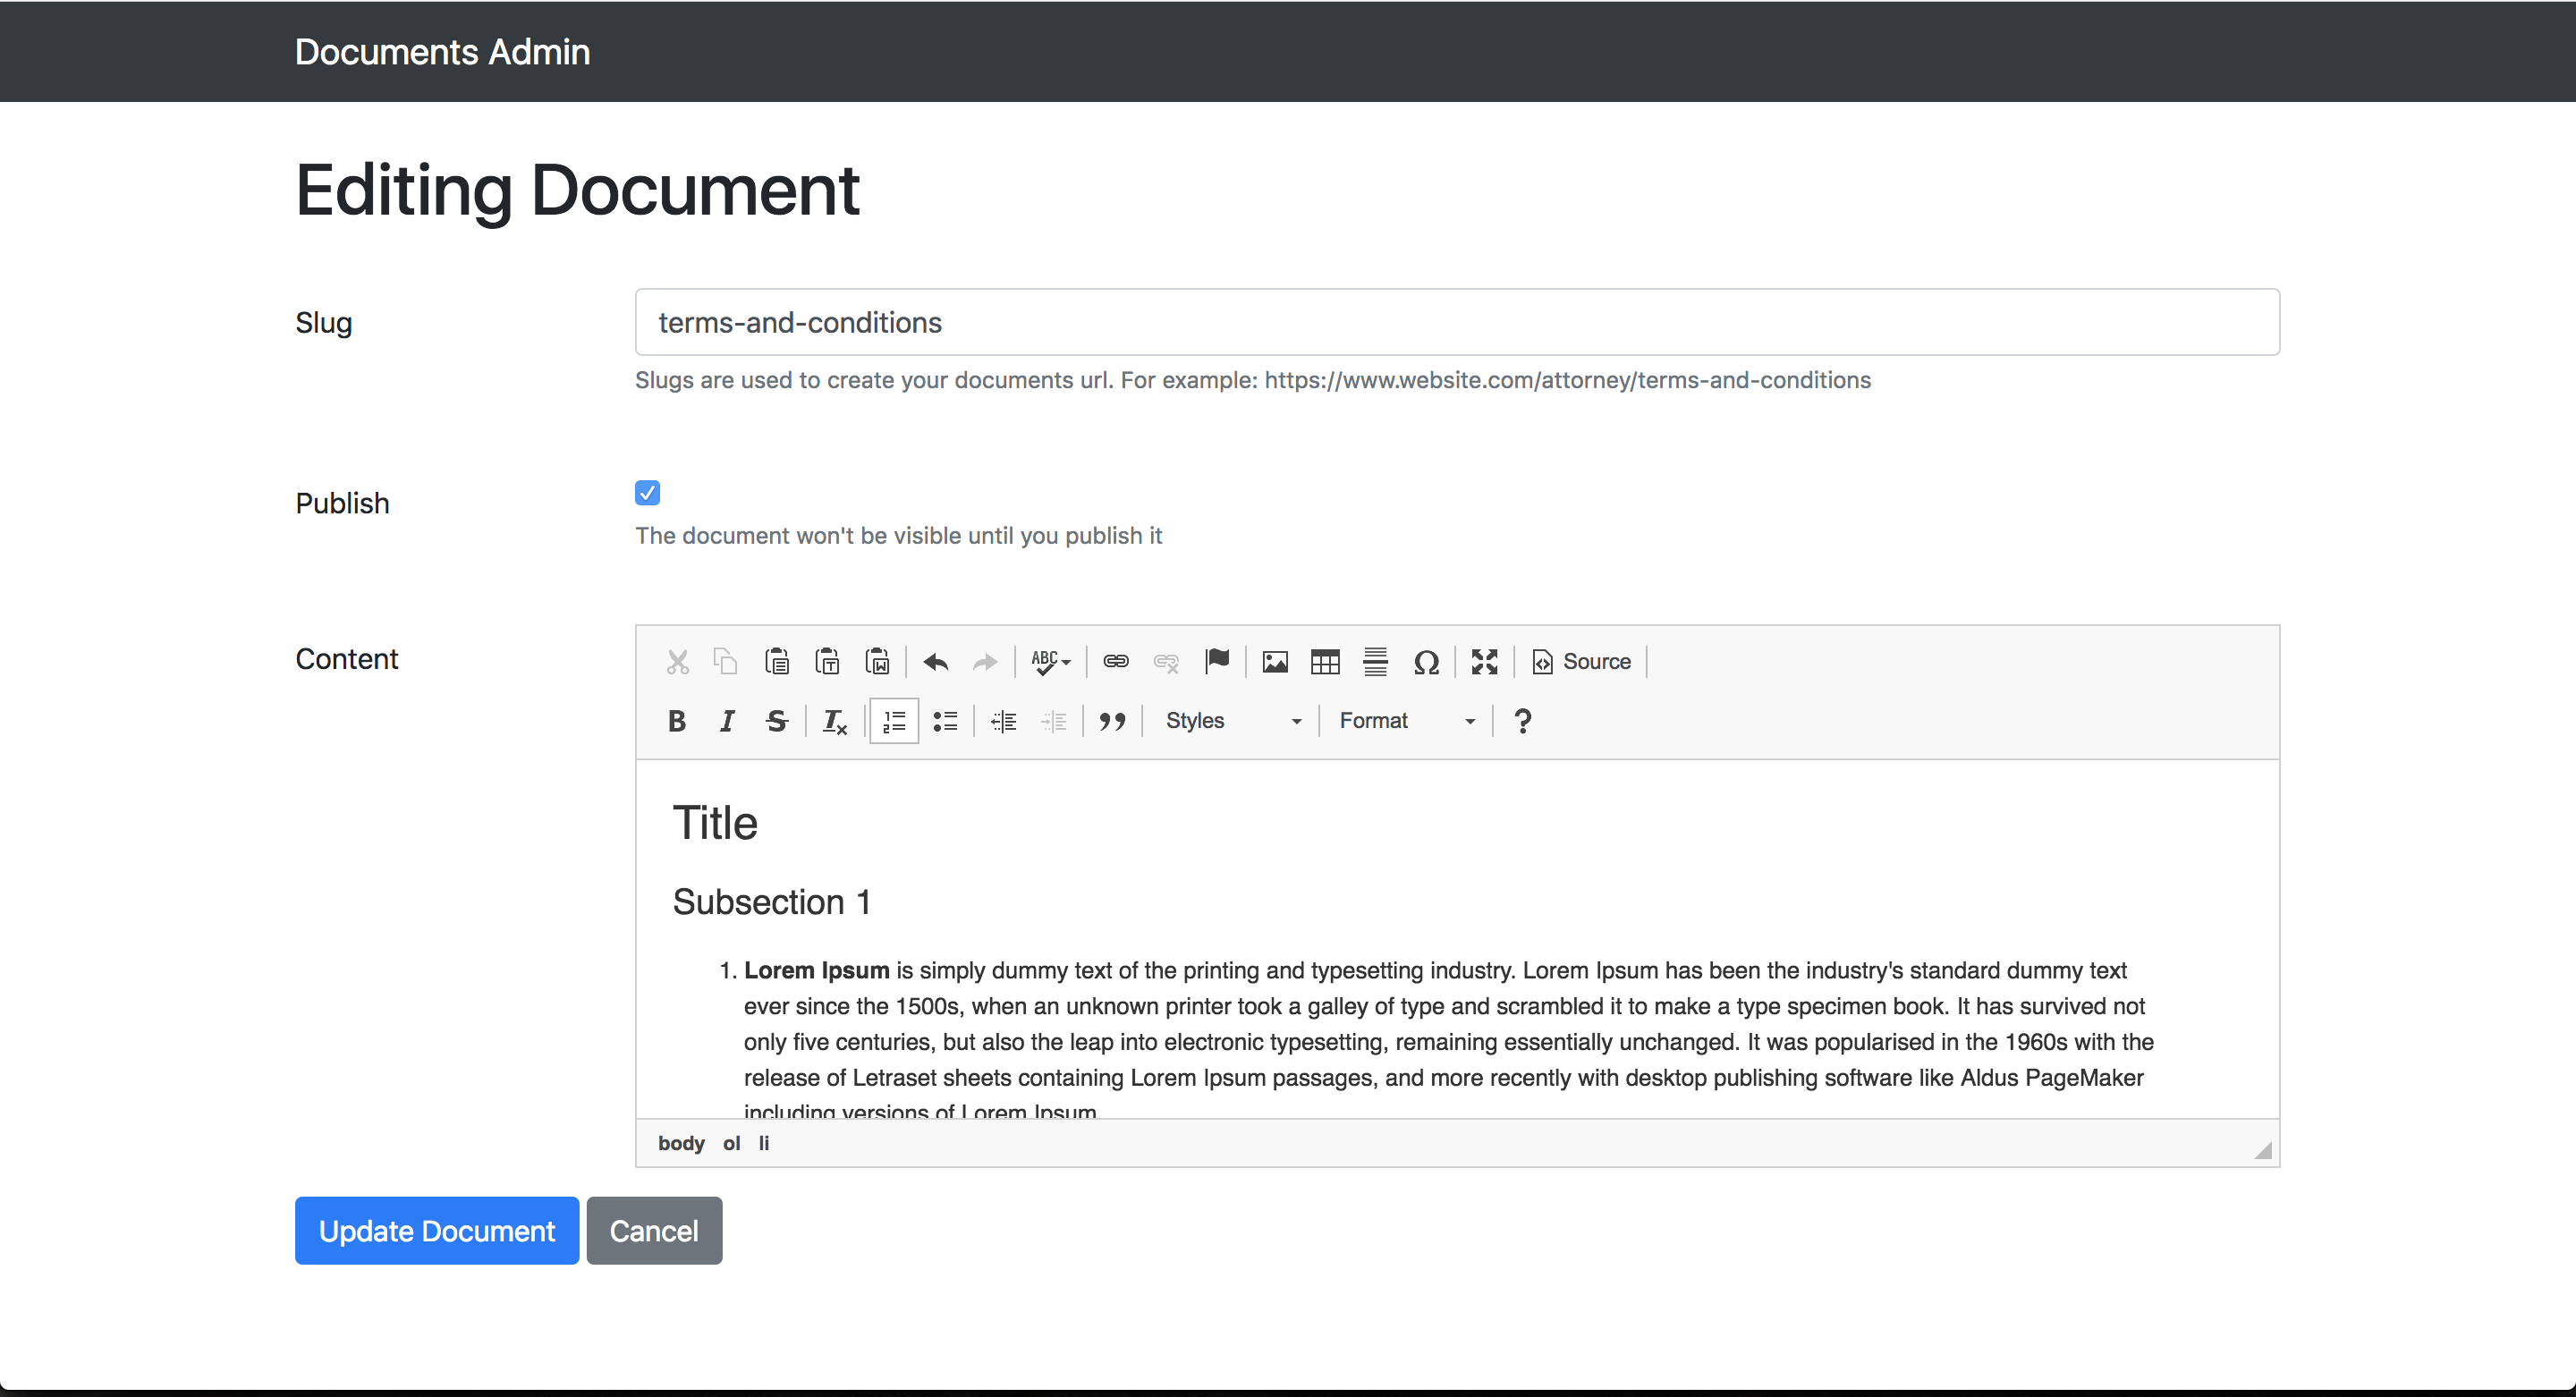 Documents Admin
Editing Document
Slug
terms-and-conditions
Slugs are used to create your documents url. For example: https://www.website.com/attorney/terms-and-conditions
Publish
The document won't be visible until you publish it
Content
ABC
Source
B I S Tx Styles Format ?
Title
Subsection 1
1. Lorem Ipsum is simply dummy text of the printing and typesetting industry. Lorem Ipsum has been the industry's standard dummy text
ever since the 1500s, when an unknown printer took a galley of type and scrambled it to make a type specimen book. It has survived not
only five centuries, but also the leap into electronic typesetting, remaining essentially unchanged. It was popularised in the 1960s with the
release of Letraset sheets containing Lorem Ipsum passages, and more recently with desktop publishing software like Aldus PageMaker
including versions of Lorem Ipsum
body ol li
Update Document Cancel